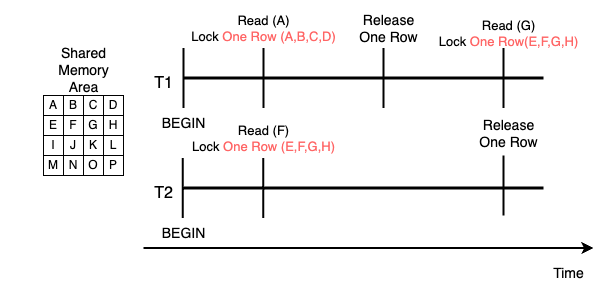 Read (A)
Lock One Row (A,B,C,D)
Release
One Row
Read (G)
Lock One Row(E,F,G,H)
Shared
Memory
Area
A B C D
E F G H
I J K L
M N O P
T1
BEGIN
Read (F)
Lock One Row (E,F,G,H)
Release
One Row
T2
BEGIN
Time